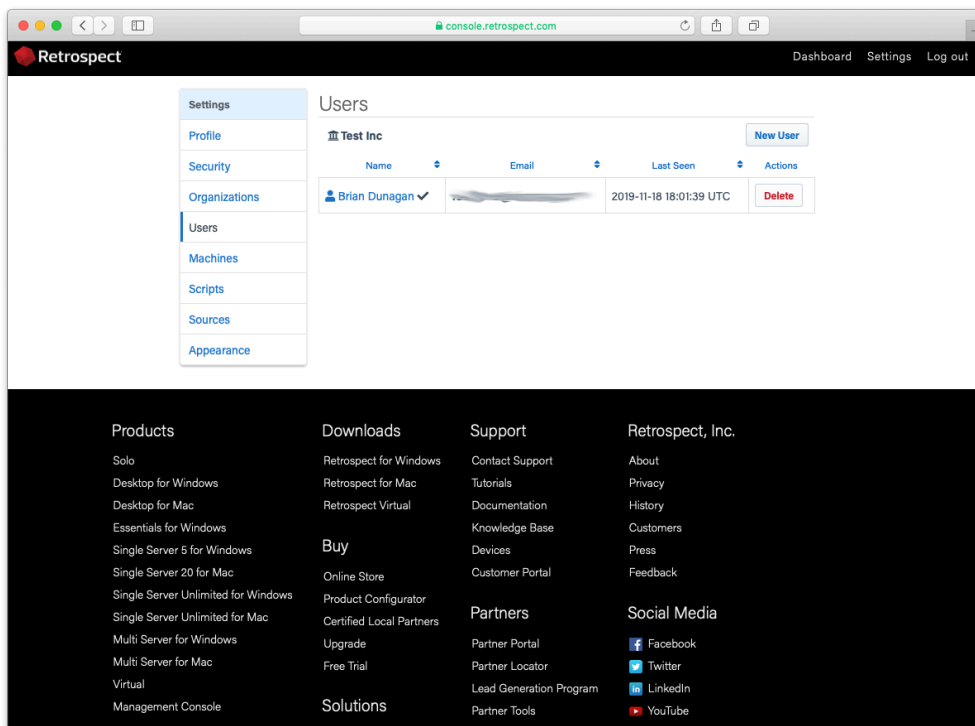 console.retrospect.com
Retrospect
Dashboard Settings Log out
Settings
Profile
Security
Organizations
Users
Machines
Scripts
Sources
Appearance
Users
Test Inc
New User
Name Email Last Seen Actions
Brian Dunagan 2019-11-18 18:01:39 UTC Delete
Products
Solo
Desktop for Windows
Desktop for Mac
Essentials for Windows
Single Server 5 for Windows
Single Server 20 for Mac
Single Server Unlimited for Windows
Single Server Unlimited for Mac
Multi Server for Windows
Multi Server for Mac
Virtual
Management Console
Downloads
Retrospect for Windows
Retrospect for Mac
Retrospect Virtual
Buy
Online Store
Product Configurator
Certified Local Partners
Upgrade
Free Trial
Solutions
Support
Contact Support
Tutorials
Documentation
Knowledge Base
Devices
Customer Portal
Partners
Partner Portal
Partner Locator
Lead Generation Program
Partner Tools
Retrospect, Inc.
About
Privacy
History
Customers
Press
Feedback
Social Media
Facebook
Twitter
LinkedIn
YouTube